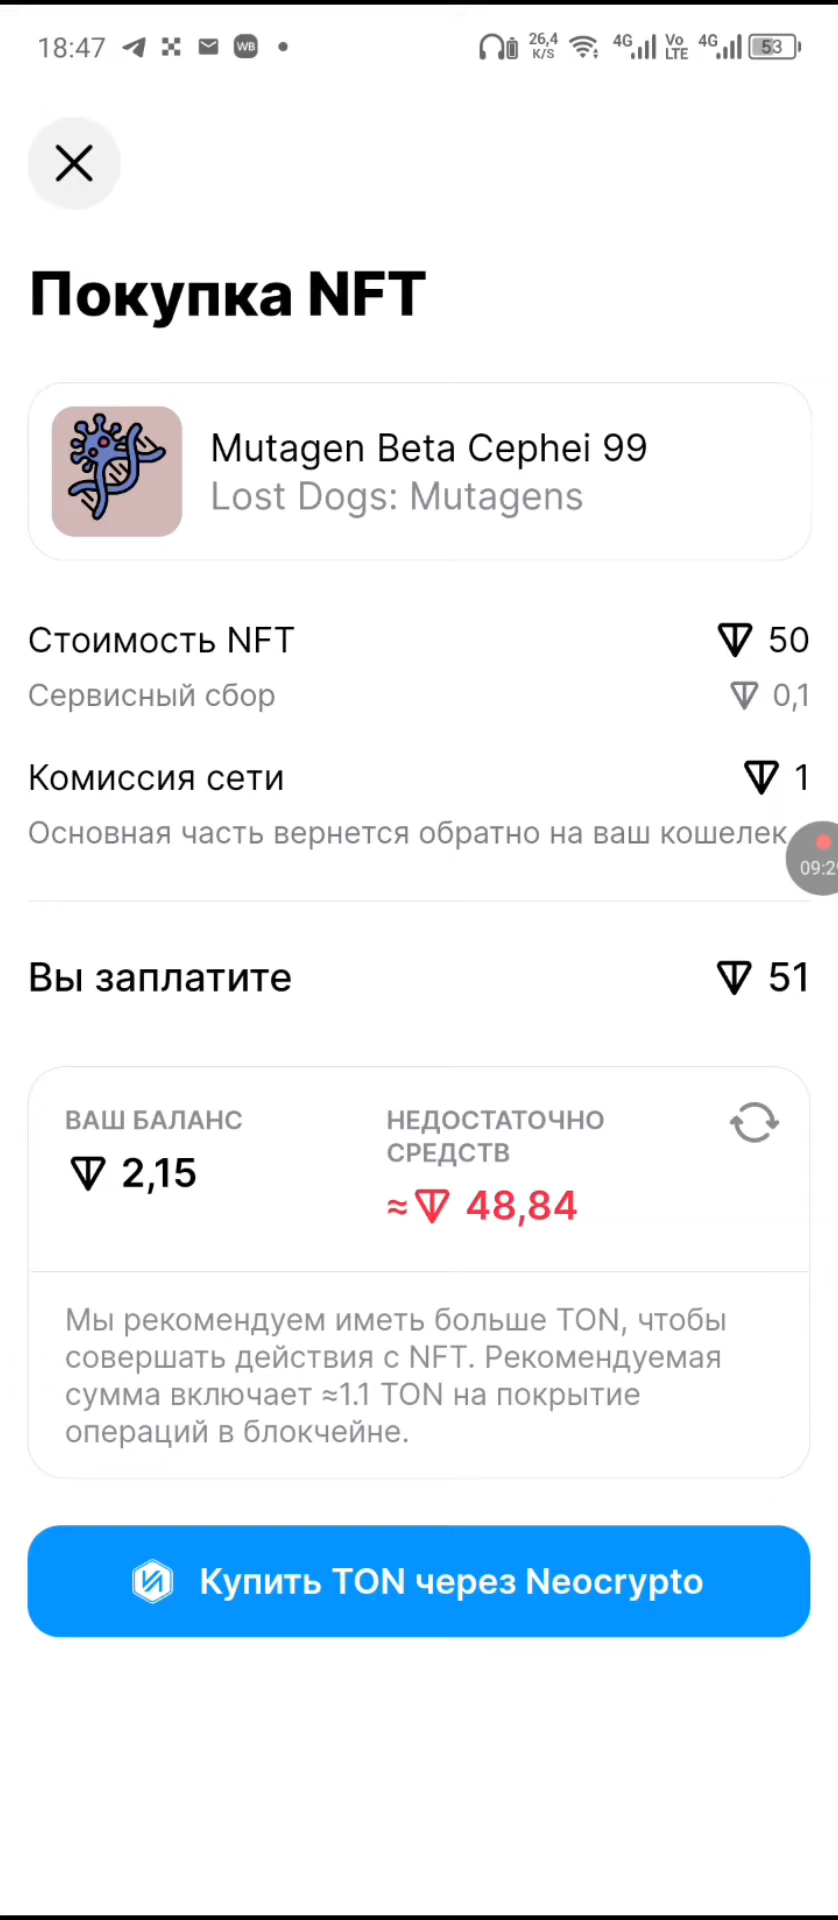 18:47
WB
26,4
K/S
4G
Vo
LTE
4G
53
Покупка NFT
Mutagen Beta Cephei 99
Lost Dogs: Mutagens
Стоимость NFT
50
Сервисный сбор
0,1
Комиссия сети
1
Основная часть вернется обратно на ваш кошелек
Вы заплатите
51
ВАШ БАЛАНС
2,15
НЕДОСТАТОЧНО
СРЕДСТВ
≈ 48,84
Мы рекомендуем иметь больше TON, чтобы
совершать действия с NFT. Рекомендуемая
сумма включает ≈1.1 TON на покрытие
операций в блокчейне.
Купить TON через Neocrypto